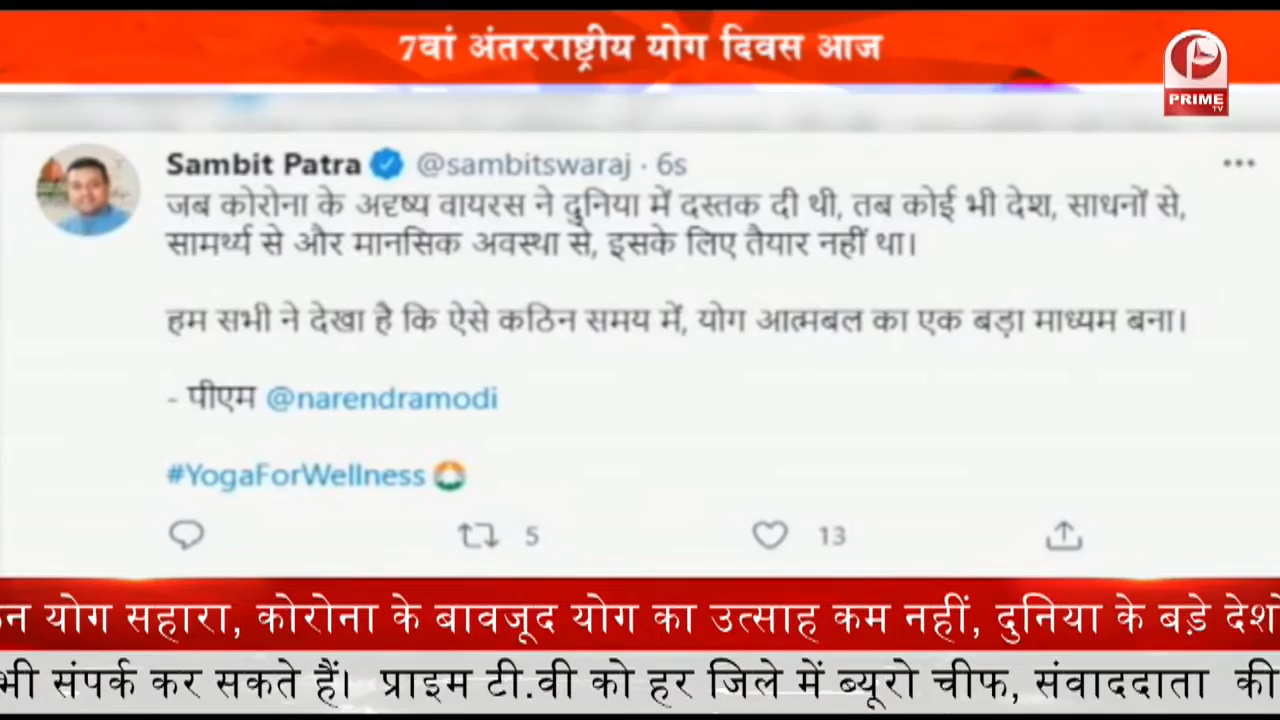 7वां अंतरराष्ट्रीय योग दिवस आज
PRIME
TV
Sambit Patra @sambitswaraj · 6s
जब कोरोना के अदृष्य वायरस ने दुनिया में दस्तक दी थी, तब कोई भी देश, साधनों से,
सामर्थ्य से और मानसिक अवस्था से, इसके लिए तैयार नहीं था।
हम सभी ने देखा है कि ऐसे कठिन समय में, योग आत्मबल का एक बड़ा माध्यम बना।
- पीएम @narendramodi
#YogaForWellness
5
13
योग सहारा, कोरोना के बावजूद योग का उत्साह कम नहीं, दुनिया के बड़े
भी संपर्क कर सकते हैं। प्राइम टी.वी को हर जिले में ब्यूरो चीफ, संवाददाता की